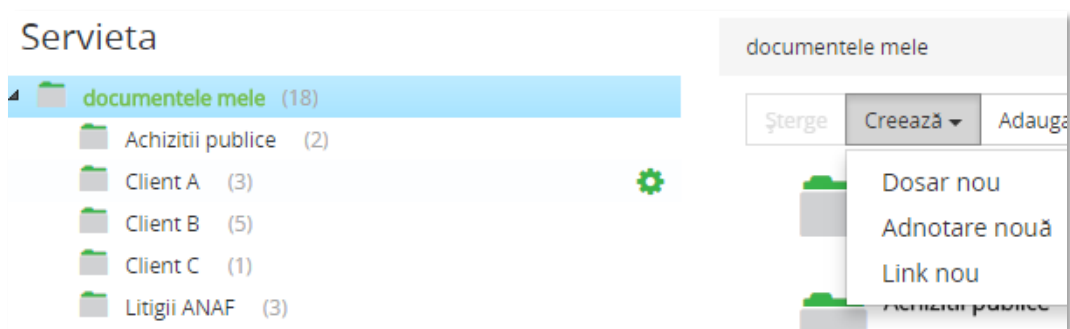 Servieta
documentele mele (18)
Achizitii publice (2)
Client A (3)
Client B (5)
Client C (1)
Litigii ANAF (3)
documentele mele
Şterge Creează Adauga
Dosar nou
Adnotare nouă
Link nou
Achizitii publice